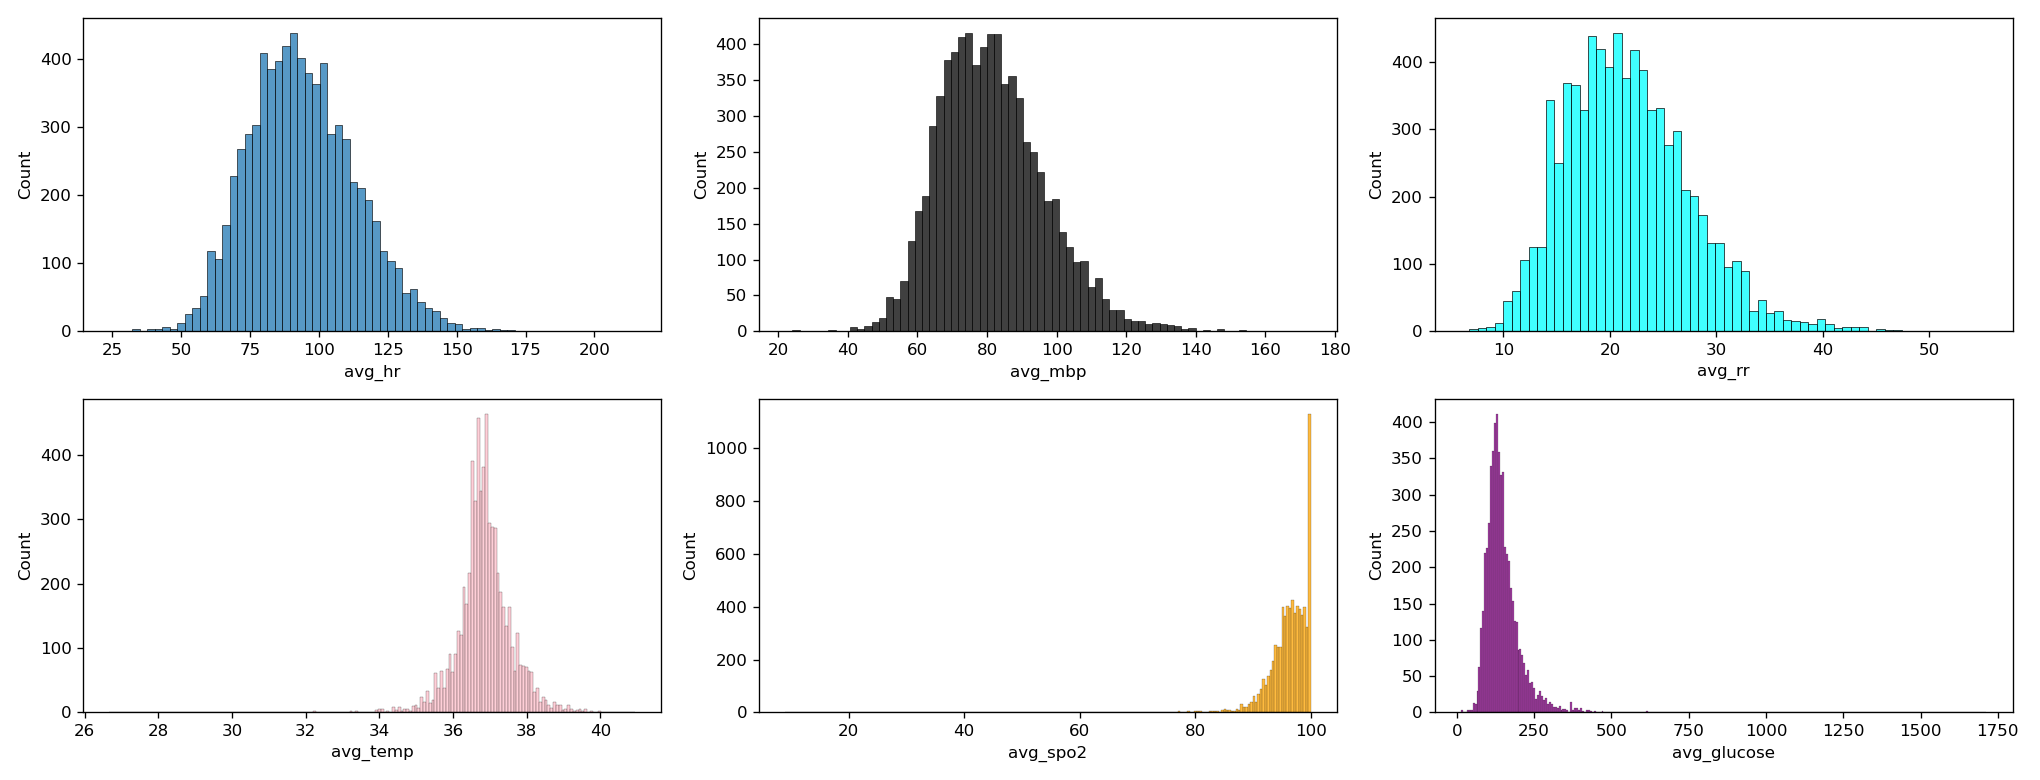 400
300
200
100
0
Count
25 50 75 100 125 150 175 200
avg_hr
400
350
300
250
200
150
100
50
0
Count
20 40 60 80 100 120 140 160 180
avg_mbp
400
300
200
100
0
Count
10 20 30 40 50
avg_rr
400
300
200
100
0
Count
26 28 30 32 34 36 38 40
avg_temp
1000
800
600
400
200
0
Count
20 40 60 80 100
avg_spo2
400
350
300
250
200
150
100
50
0
Count
0 250 500 750 1000 1250 1500 1750
avg_glucose